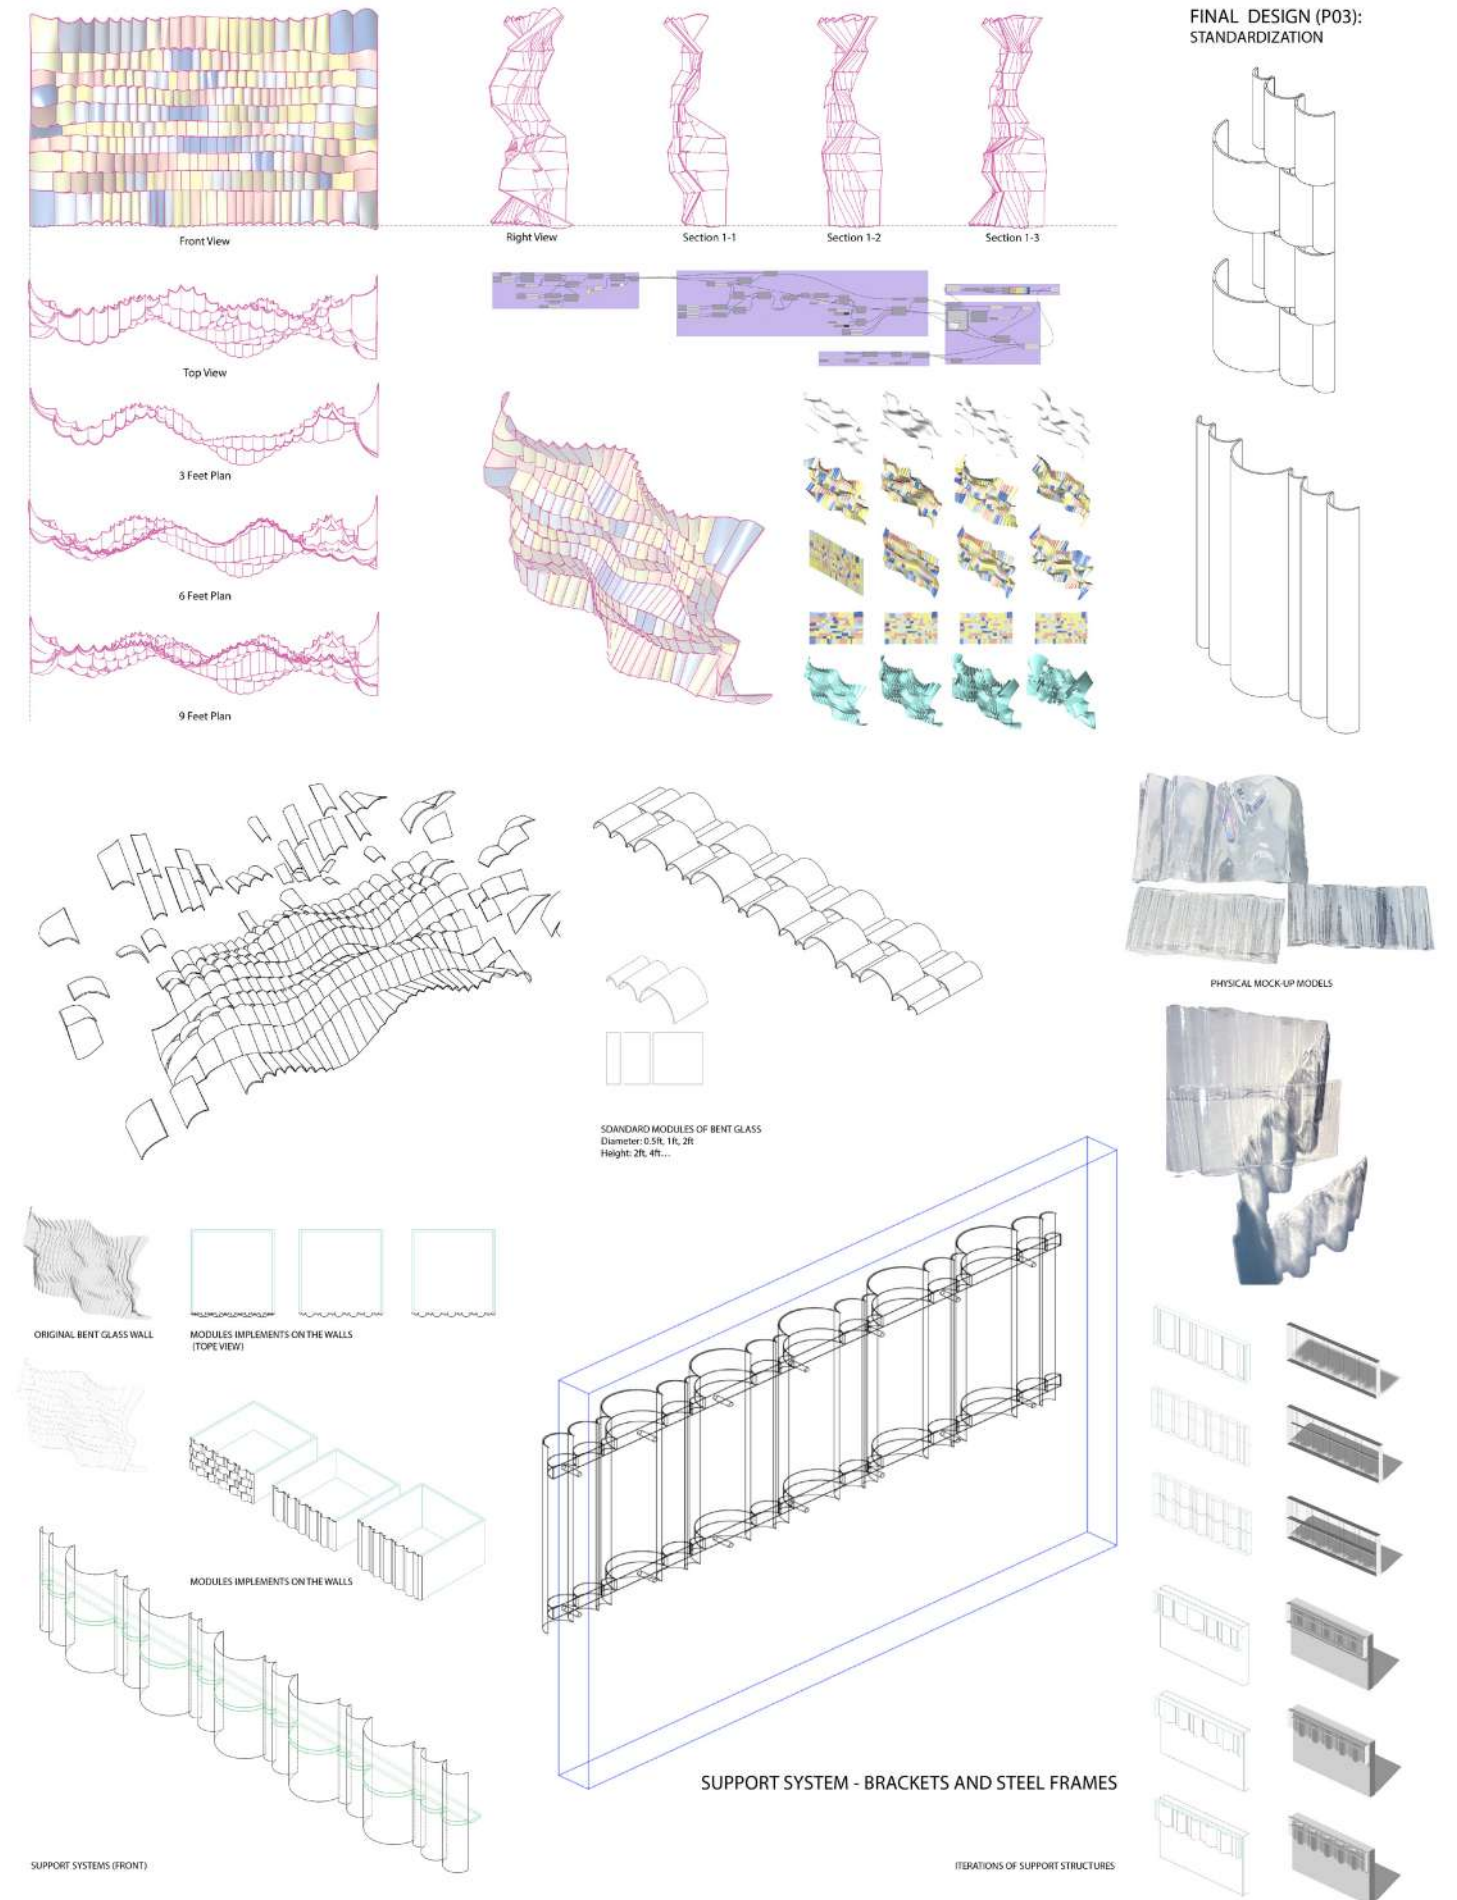 FINAL DESIGN (P03):
STANDARDIZATION
Front View
Right View
Section 1-1
Section 1-2
Section 1-3
Top View
3 Feet Plan
6 Feet Plan
9 Feet Plan
PHYSICAL MOCK-UP MODELS
SDANDARD MODULES OF BENT GLASS
Diameter: 0.5ft, 1ft, 2ft
Height: 2ft, 4ft...
ORIGINAL BENT GLASS WALL
MODULES IMPLEMENTS ON THE WALLS
(TOPE VIEW)
MODULES IMPLEMENTS ON THE WALLS
SUPPORT SYSTEM - BRACKETS AND STEEL FRAMES
SUPPORT SYSTEMS (FRONT)
ITERATIONS OF SUPPORT STRUCTURES